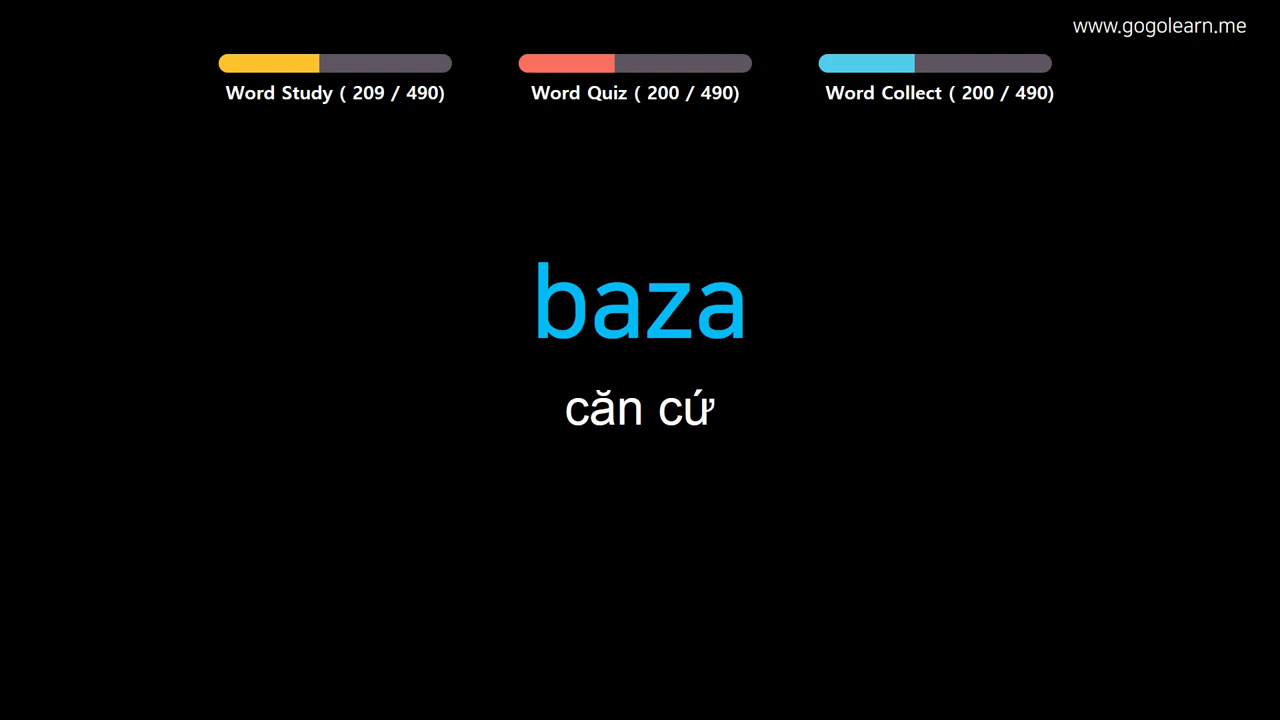 www.gogolearn.me
Word Study ( 209 / 490)
Word Quiz ( 200 / 490)
Word Collect ( 200 / 490)
baza
căn cứ